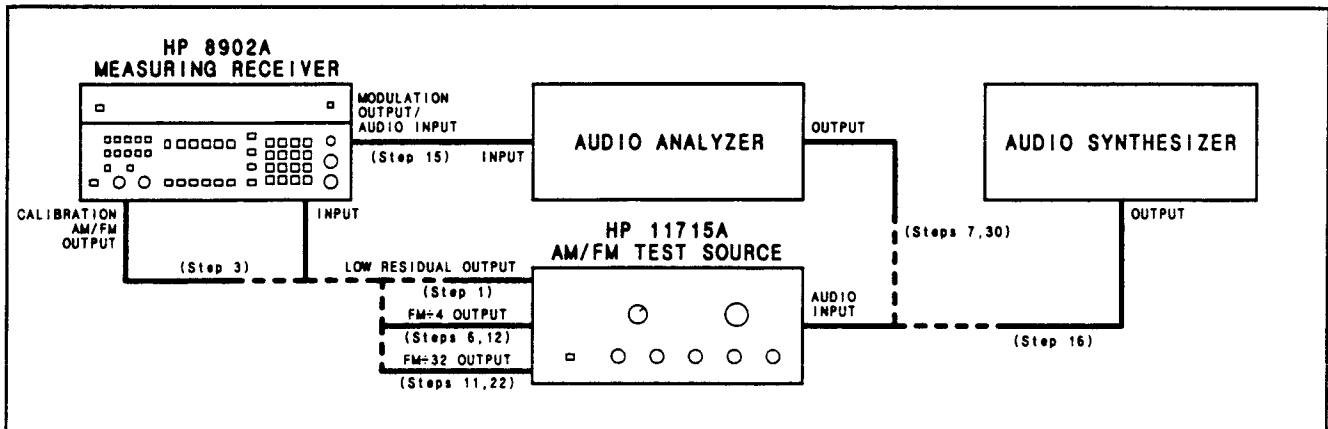 HP 8902A
MEASURING RECEIVER
MODULATION
OUTPUT/
AUDIO INPUT
(Step 15)
INPUT
AUDIO ANALYZER
OUTPUT
AUDIO SYNTHESIZER
OUTPUT
CALIBRATION
AM/FM
OUTPUT
INPUT
(Steps 7,30)
HP 11715A
AM/FM TEST SOURCE
(Step 3)
LOW RESIDUAL OUTPUT
(Step 1)
AUDIO
INPUT
FM÷4 OUTPUT
(Steps 6,12)
(Step 16)
FM÷32 OUTPUT
(Steps 11,22)